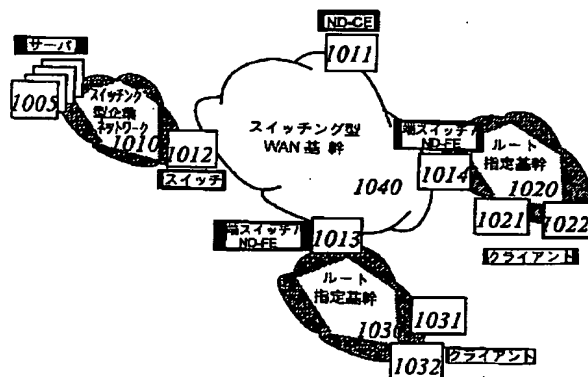 ND-CE
1011
サーバ
1005
スイッチング
型企業
ネットワーク
1010
1012
スイッチ
スイッチング型
WAN 基幹
1040
端スイッチ/
ND-FE
1014
ルート
指定基幹
1020
1021
1022
クライアント
端スイッチ/
ND-FE
1013
ルート
指定基幹
1030
1031
1032
クライアント